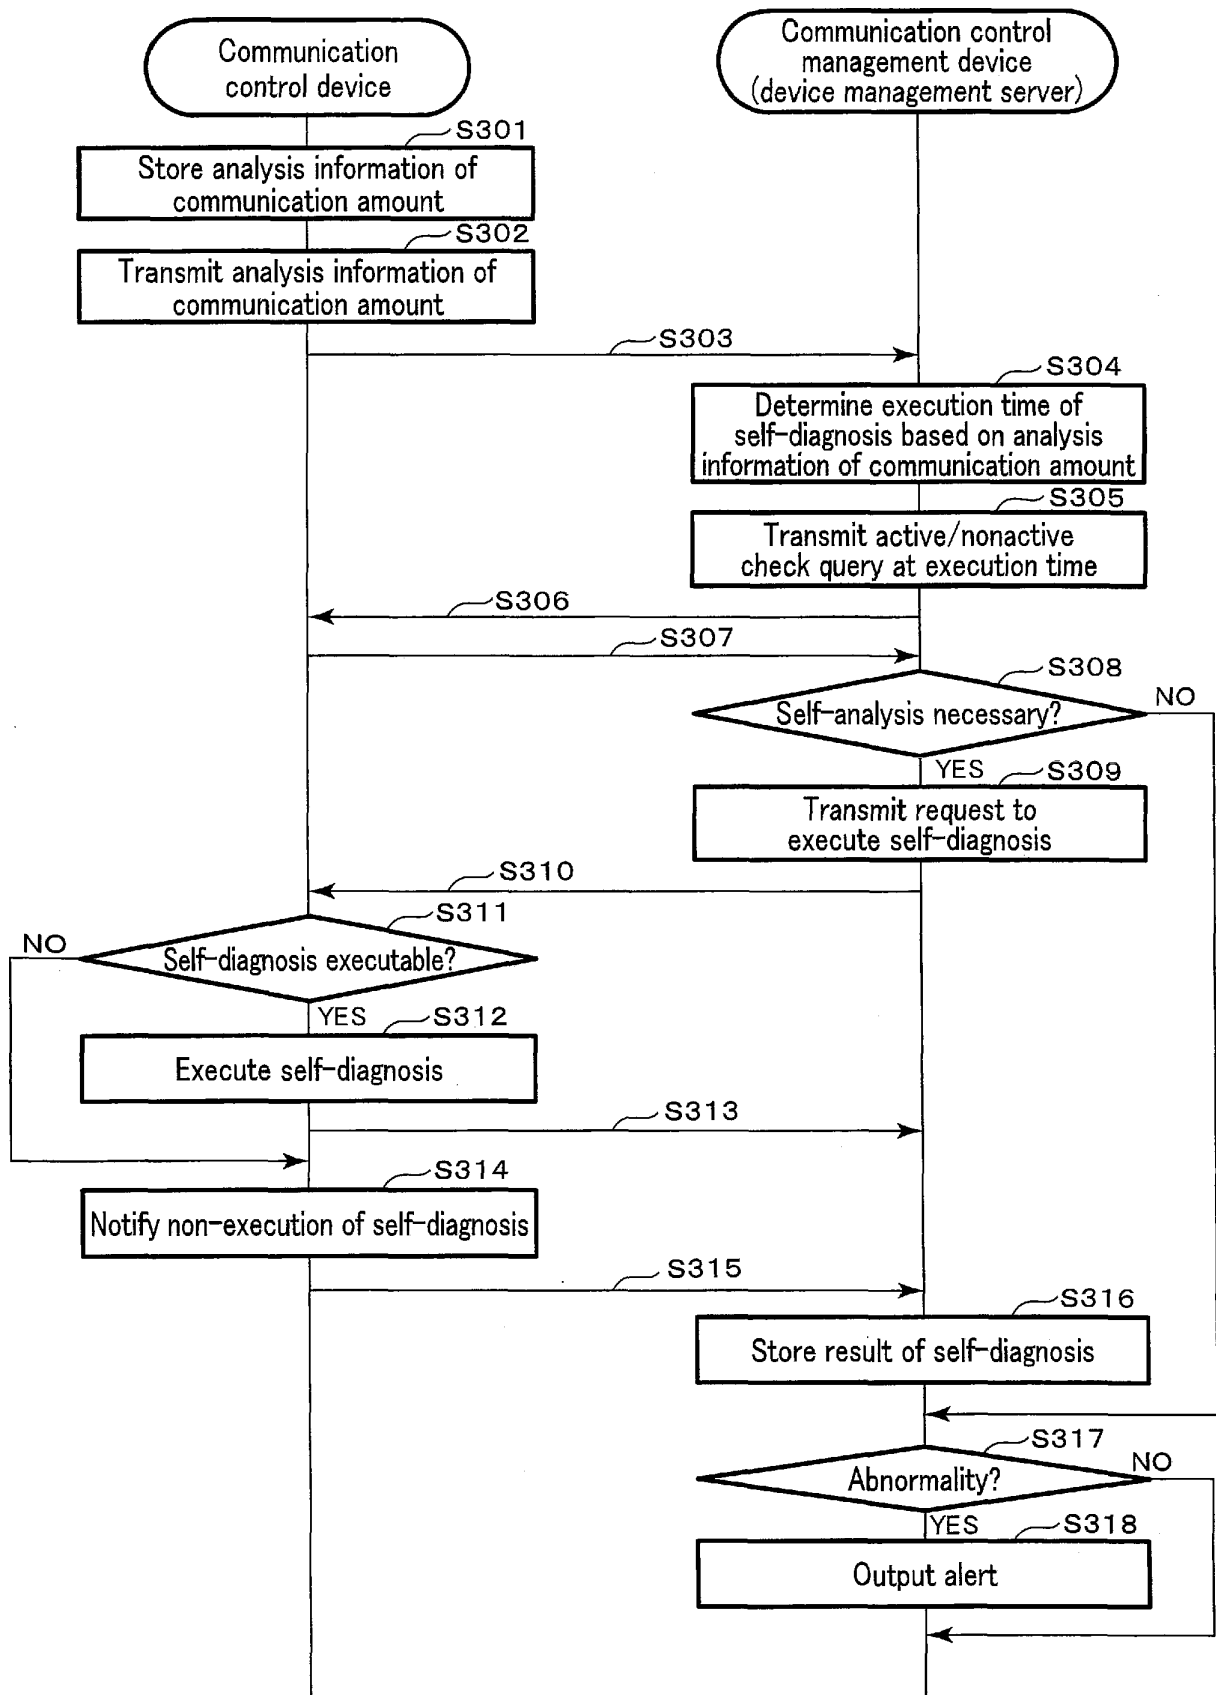 Communication
control device
Communication control
management device
(device management server)
S301
Store analysis information of
communication amount
S302
Transmit analysis information of
communication amount
S303
S304
Determine execution time of
self-diagnosis based on analysis
information of communication amount
S305
Transmit active/nonactive
check query at execution time
S306
S307
S308
Self-analysis necessary?
NO
YES
S309
Transmit request to
execute self-diagnosis
S310
S311
NO
Self-diagnosis executable?
YES
S312
Execute self-diagnosis
S313
S314
Notify non-execution of self-diagnosis
S315
S316
Store result of self-diagnosis
S317
NO
Abnormality?
YES
S318
Output alert